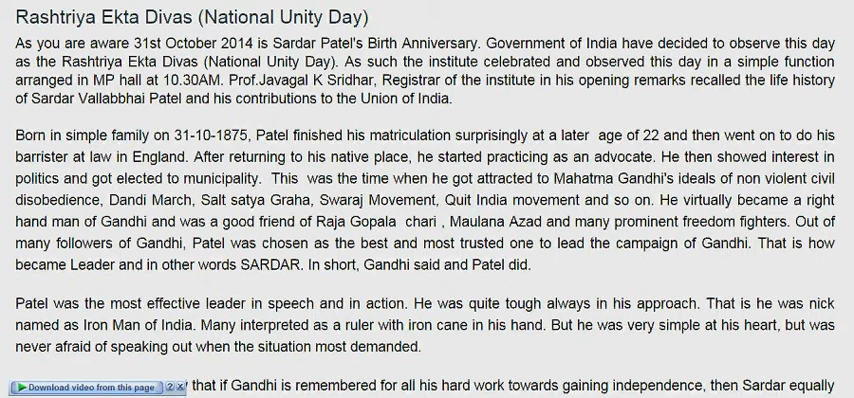 Rashtriya Ekta Divas (National Unity Day)
As you are aware 31st October 2014 is Sardar Patel's Birth Anniversary. Government of India have decided to observe this day
as the Rashtriya Ekta Divas (National Unity Day). As such the institute celebrated and observed this day in a simple function
arranged in MP hall at 10.30AM. Prof.Javagal K Sridhar, Registrar of the institute in his opening remarks recalled the life history
of Sardar Vallabbhai Patel and his contributions to the Union of India.
Born in simple family on 31-10-1875, Patel finished his matriculation surprisingly at a later age of 22 and then went on to do his
barrister at law in England. After returning to his native place, he started practicing as an advocate. He then showed interest in
politics and got elected to municipality. This was the time when he got attracted to Mahatma Gandhi's ideals of non violent civil
disobedience, Dandi March, Salt satya Graha, Swaraj Movement, Quit India movement and so on. He virtually became a right
hand man of Gandhi and was a good friend of Raja Gopala chari , Maulana Azad and many prominent freedom fighters. Out of
many followers of Gandhi, Patel was chosen as the best and most trusted one to lead the campaign of Gandhi. That is how
became Leader and in other words SARDAR. In short, Gandhi said and Patel did.
Patel was the most effective leader in speech and in action. He was quite tough always in his approach. That is he was nick
named as Iron Man of India. Many interpreted as a ruler with iron cane in his hand. But he was very simple at his heart, but was
never afraid of speaking out when the situation most demanded.
Download video from this page ? X that if Gandhi is remembered for all his hard work towards gaining independence, then Sardar equally